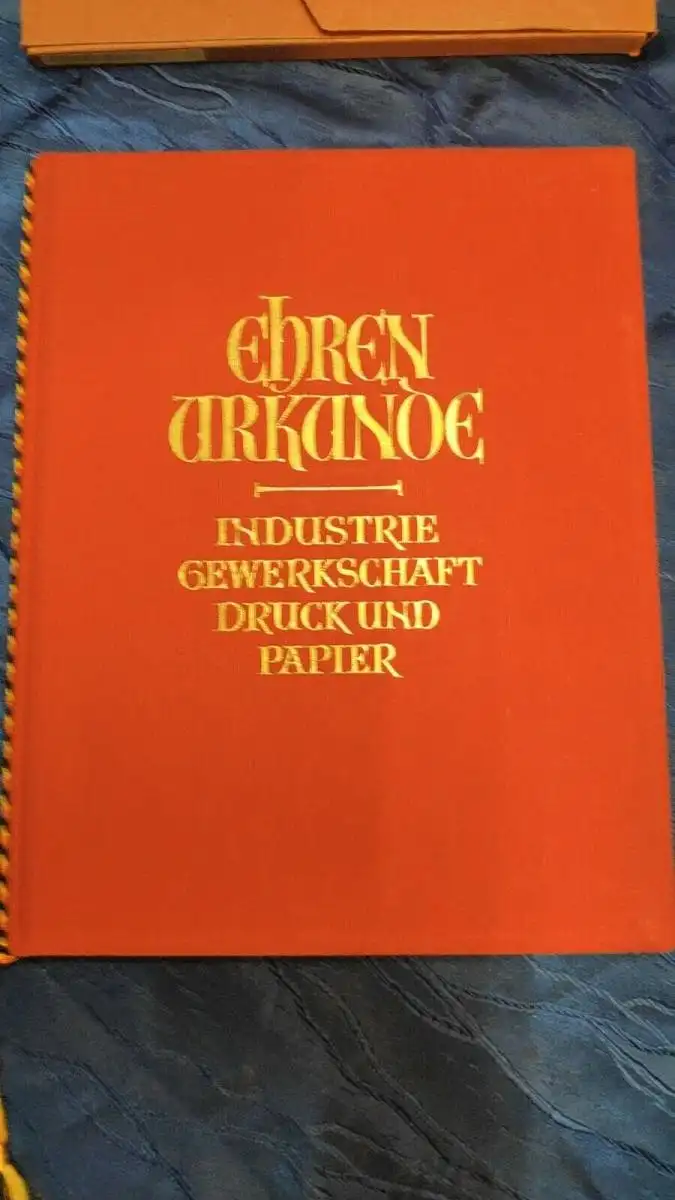 EHREN
URKUNDE
INDUSTRIE
GEWERKSCHAFT
DRUCK UND
PAPIER